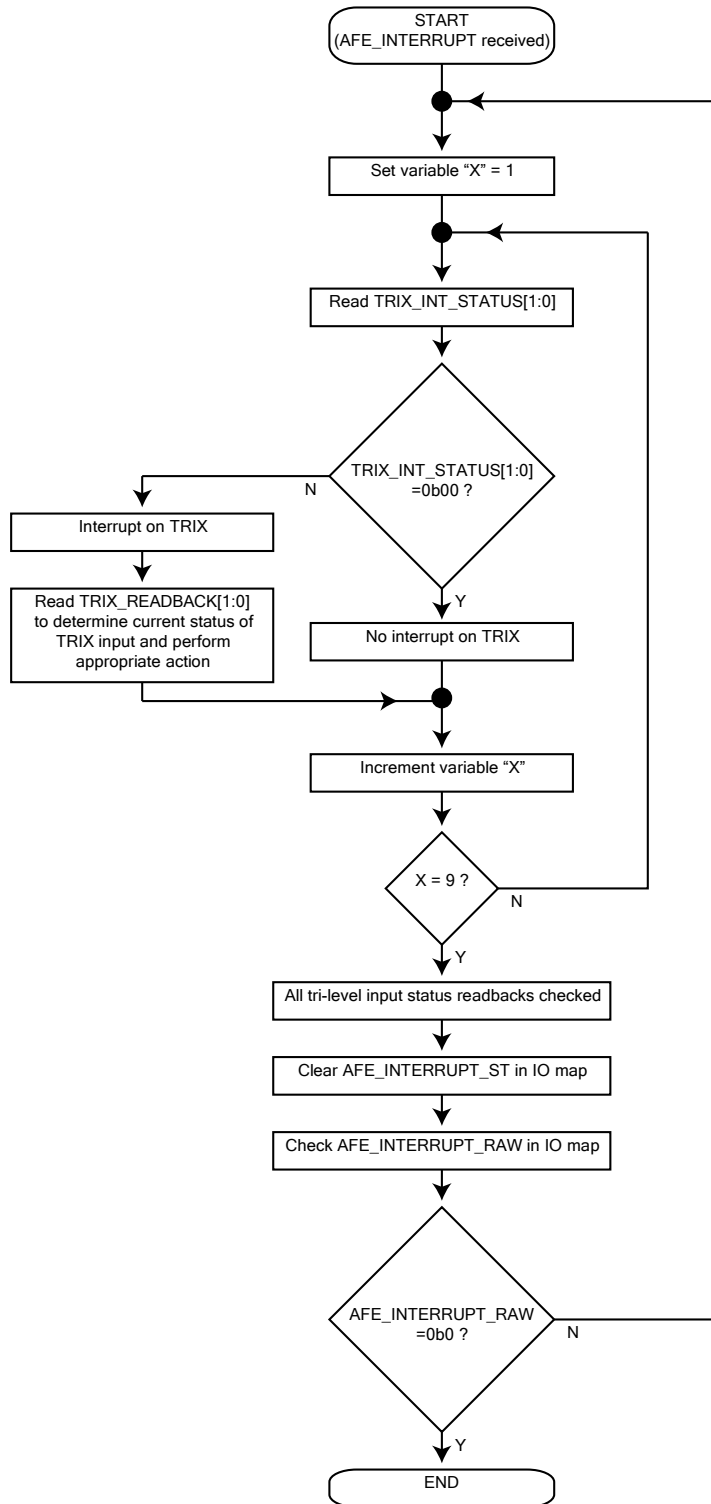 START
(AFE_INTERRUPT received)
Set variable “X” = 1
Read TRIX_INT_STATUS[1:0]
TRIX_INT_STATUS[1:0]
=0b00 ?
N
Interrupt on TRIX
Read TRIX_READBACK[1:0]
to determine current status of
TRIX input and perform
appropriate action
Y
No interrupt on TRIX
Increment variable “X”
X = 9 ?
N
Y
All tri-level input status readbacks checked
Clear AFE_INTERRUPT_ST in IO map
Check AFE_INTERRUPT_RAW in IO map
AFE_INTERRUPT_RAW
=0b0 ?
N
Y
END